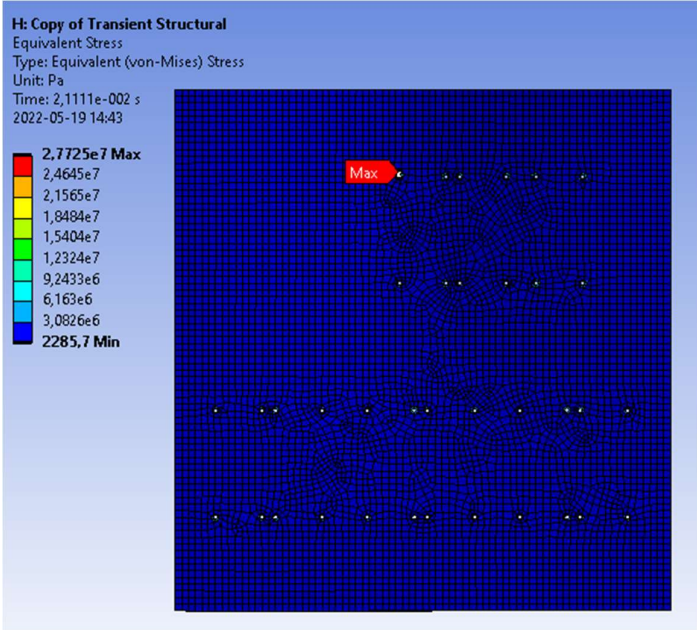 H: Copy of Transient Structural
Equivalent Stress
Type: Equivalent (von-Mises) Stress
Unit: Pa
Time: 2,1111e-002 s
2022-05-19 14:43
2,7725e7 Max
2,4645e7
2,1565e7
1,8484e7
1,5404e7
1,2324e7
9,2433e6
6,163e6
3,0826e6
2285,7 Min
Max